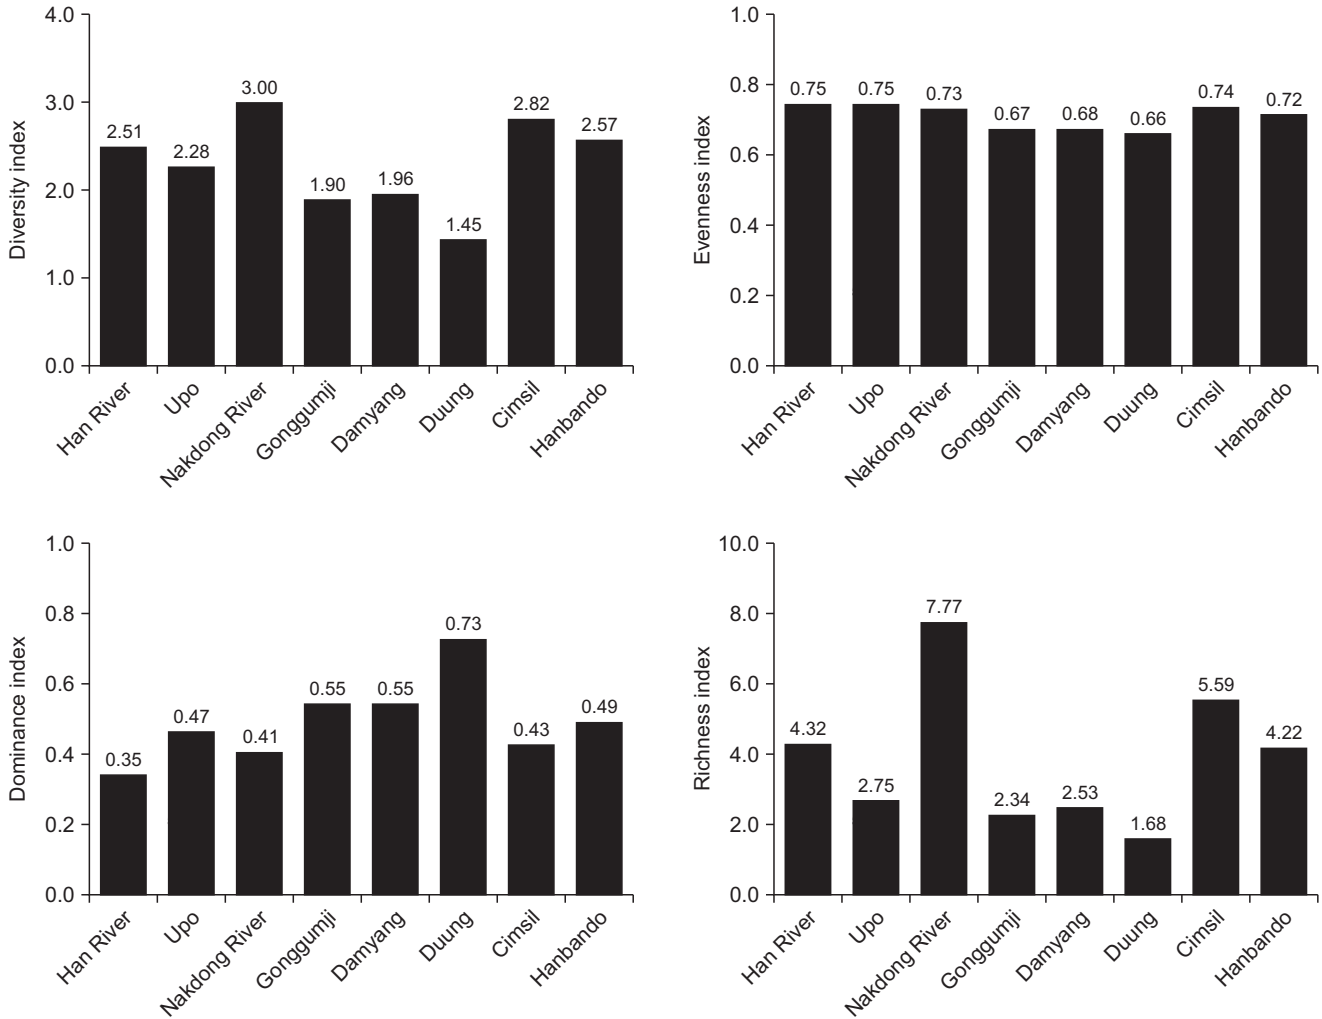 Diversity index
4.0
3.0
2.0
1.0
0.0
2.51
2.28
3.00
1.90
1.96
1.45
2.82
2.57
Han River
Upo
Nakdong River
Gonggumji
Damyang
Duung
Cimsil
Hanbando
Evenness index
1.0
0.8
0.6
0.4
0.2
0.0
0.75
0.75
0.73
0.67
0.68
0.66
0.74
0.72
Han River
Upo
Nakdong River
Gonggumji
Damyang
Duung
Cimsil
Hanbando
Dominance index
1.0
0.8
0.6
0.4
0.2
0.0
0.35
0.47
0.41
0.55
0.55
0.73
0.43
0.49
Han River
Upo
Nakdong River
Gonggumji
Damyang
Duung
Cimsil
Hanbando
Richness index
10.0
8.0
6.0
4.0
2.0
0.0
4.32
2.75
7.77
2.34
2.53
1.68
5.59
4.22
Han River
Upo
Nakdong River
Gonggumji
Damyang
Duung
Cimsil
Hanbando